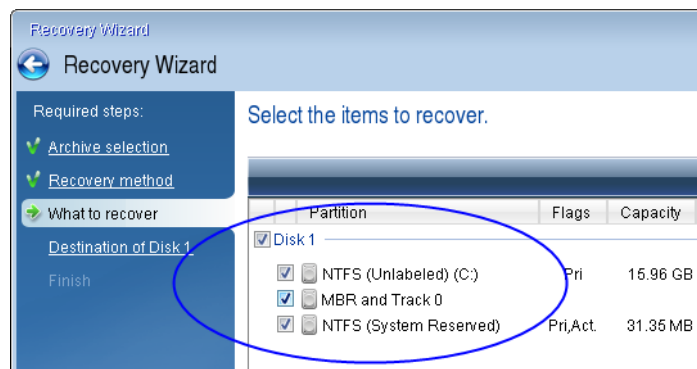 Recovery Wizard
Recovery Wizard
Required steps:
Select the items to recover.
Archive selection
Recovery method
What to recover
Destination of Disk 1
Finish
Partition Flags Capacity
Disk 1
NTFS (Unlabeled) (C:) Pri 15.96 GB
MBR and Track 0
NTFS (System Reserved) Pri,Act. 31.35 MB